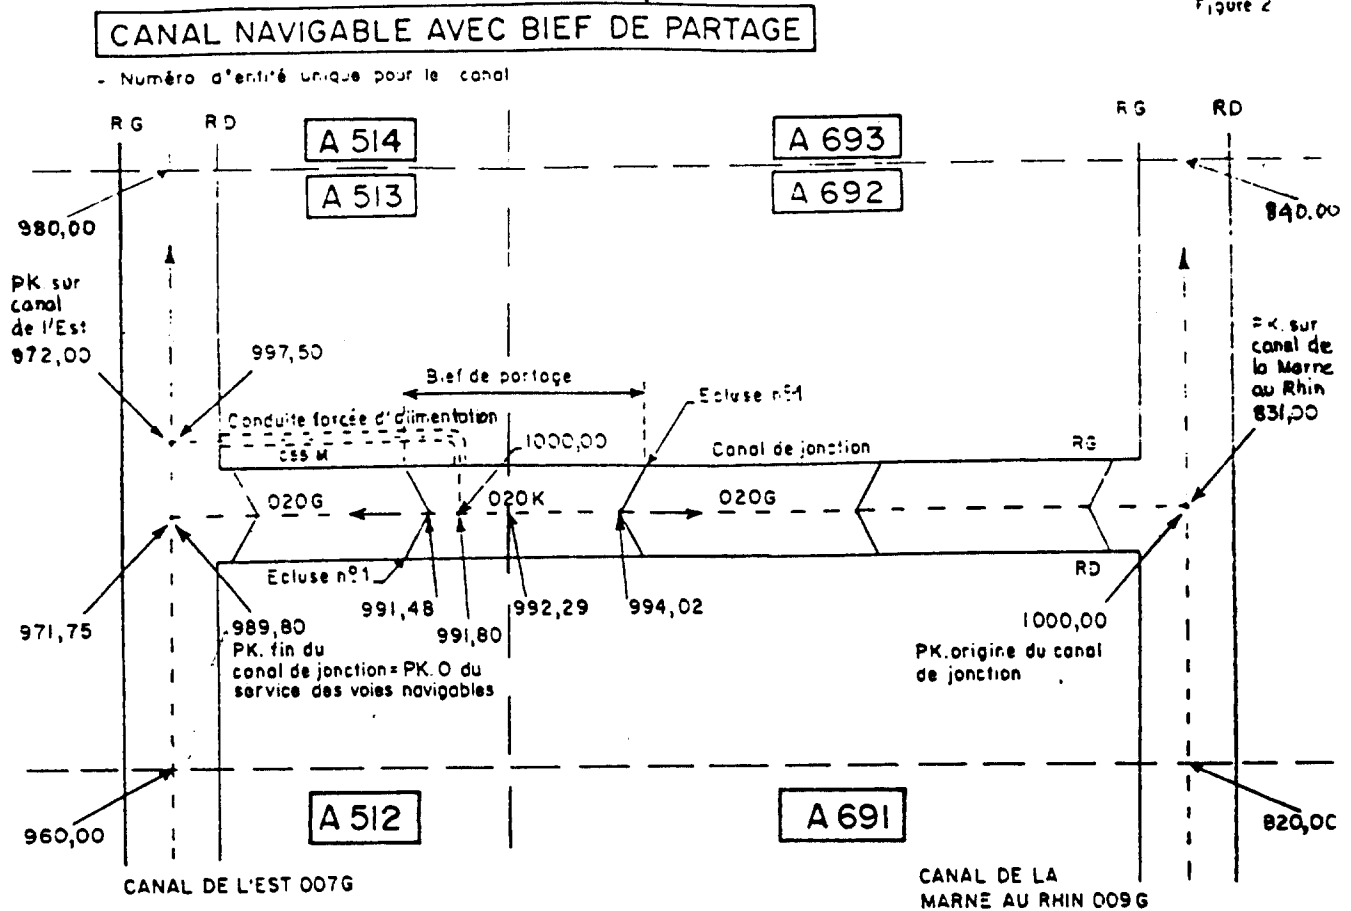 Figure 2
CANAL NAVIGABLE AVEC BIEF DE PARTAGE
- Numéro d'entité unique pour le canal
RG
RD
A 514
A 693
RG
RD
A 513
A 692
980,00
840.00
PK. sur
canal
de l'Est
972,00
997,50
PK. sur
canal de
la Marne
au Rhin
831,00
Bief de partage
Ecluse nº1
Conduite forcée d'alimentation
1000,00
Canal de jonction
RG
020G
020K
020G
Ecluse nº1
RD
991,48
992,29
994,02
971,75
989,80
991,80
1000,00
PK. fin du
canal de jonction = PK. 0 du
service des voies navigables
PK. origine du canal
de jonction
960,00
A 512
A 691
820,00
CANAL DE L'EST 007G
CANAL DE LA
MARNE AU RHIN 009G